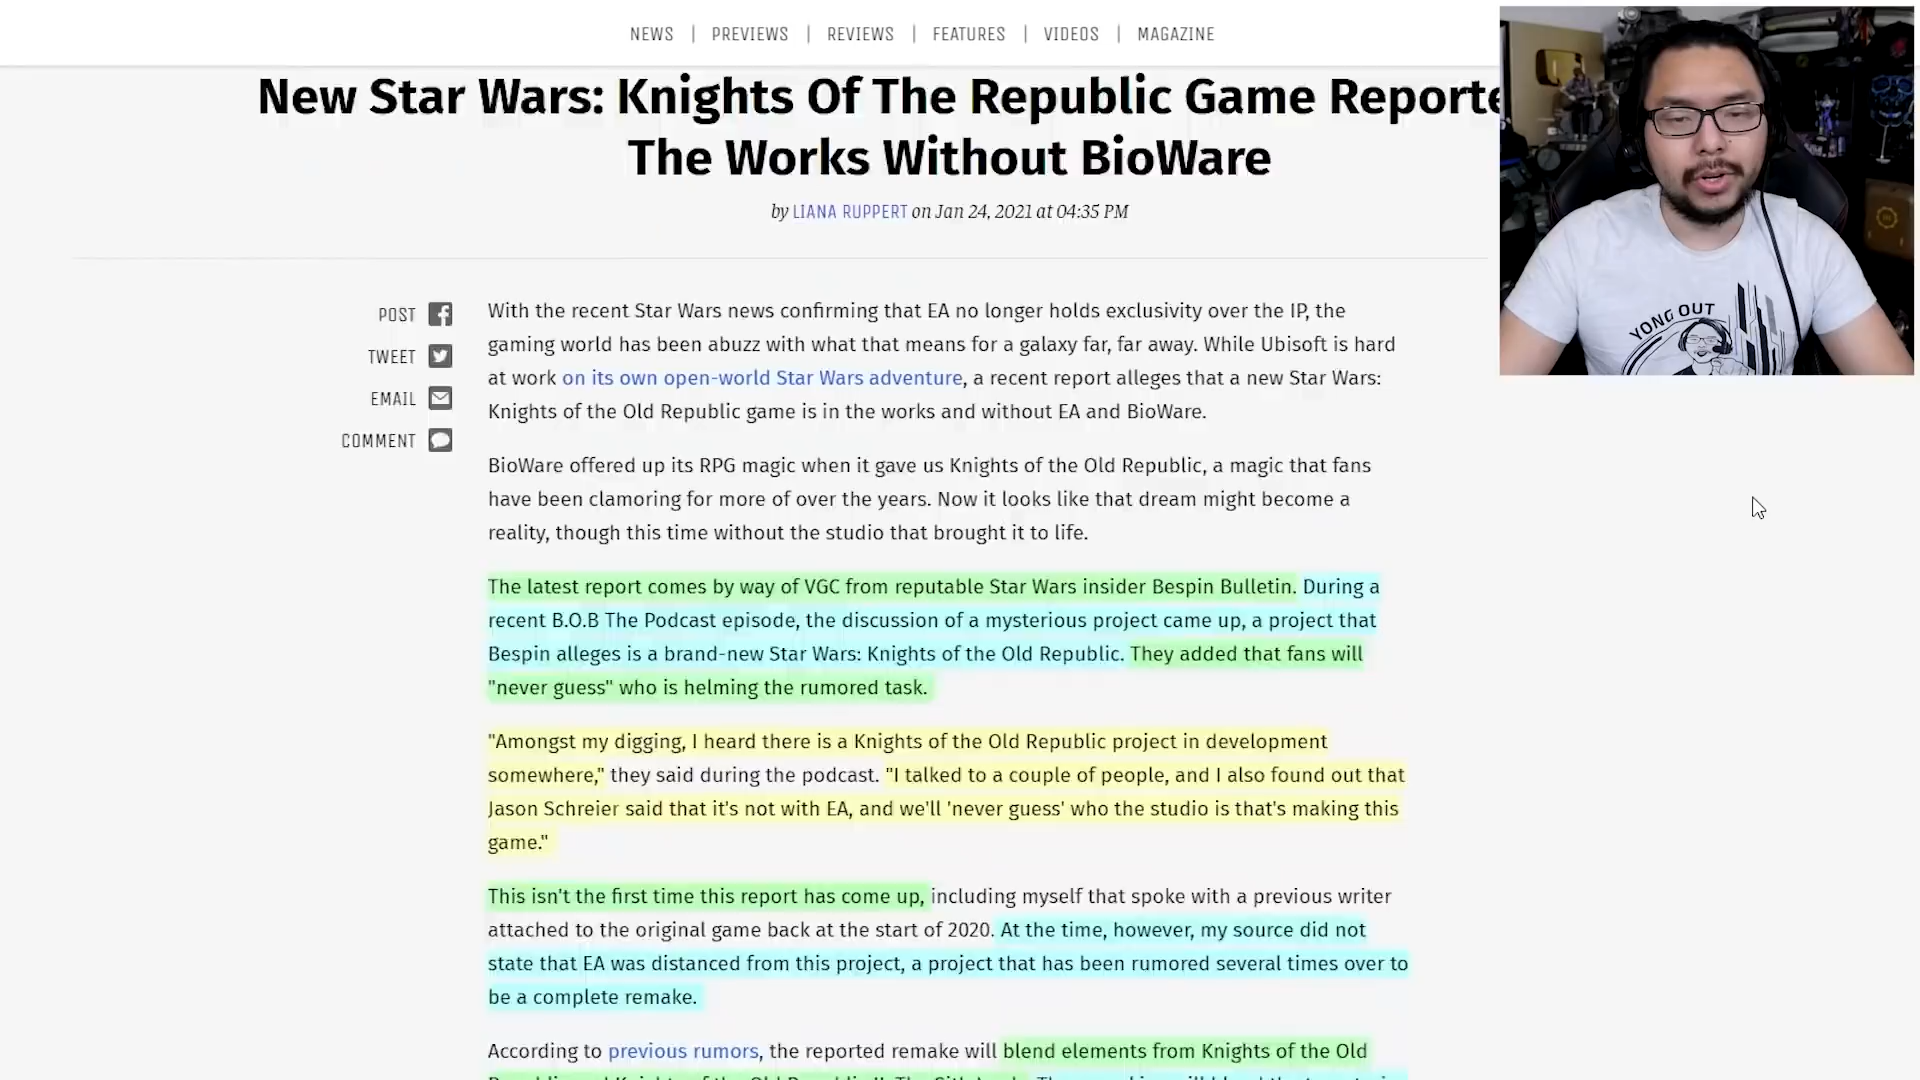 NEWS | PREVIEWS | REVIEWS | FEATURES | VIDEOS | MAGAZINE
New Star Wars: Knights Of The Republic Game Reporte
The Works Without BioWare
by LIANA RUPPERT on Jan 24, 2021 at 04:35 PM
POST
TWEET
EMAIL
COMMENT
With the recent Star Wars news confirming that EA no longer holds exclusivity over the IP, the
gaming world has been abuzz with what that means for a galaxy far, far away. While Ubisoft is hard
at work on its own open-world Star Wars adventure, a recent report alleges that a new Star Wars:
Knights of the Old Republic game is in the works and without EA and BioWare.
BioWare offered up its RPG magic when it gave us Knights of the Old Republic, a magic that fans
have been clamoring for more of over the years. Now it looks like that dream might become a
reality, though this time without the studio that brought it to life.
The latest report comes by way of VGC from reputable Star Wars insider Bespin Bulletin. During a
recent B.O.B The Podcast episode, the discussion of a mysterious project came up, a project that
Bespin alleges is a brand-new Star Wars: Knights of the Old Republic. They added that fans will
"never guess" who is helming the rumored task.
"Amongst my digging, I heard there is a Knights of the Old Republic project in development
somewhere," they said during the podcast. "I talked to a couple of people, and I also found out that
Jason Schreier said that it's not with EA, and we'll 'never guess' who the studio is that's making this
game."
This isn't the first time this report has come up, including myself that spoke with a previous writer
attached to the original game back at the start of 2020. At the time, however, my source did not
state that EA was distanced from this project, a project that has been rumored several times over to
be a complete remake.
According to previous rumors, the reported remake will blend elements from Knights of the Old
YONG OUT